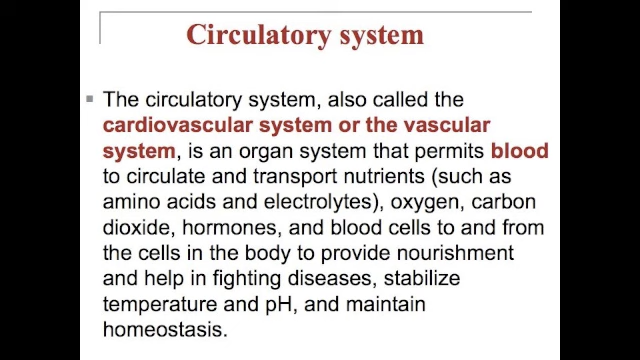 Circulatory system
The circulatory system, also called the
cardiovascular system or the vascular
system, is an organ system that permits blood
to circulate and transport nutrients (such as
amino acids and electrolytes), oxygen, carbon
dioxide, hormones, and blood cells to and from
the cells in the body to provide nourishment
and help in fighting diseases, stabilize
temperature and pH, and maintain
homeostasis.